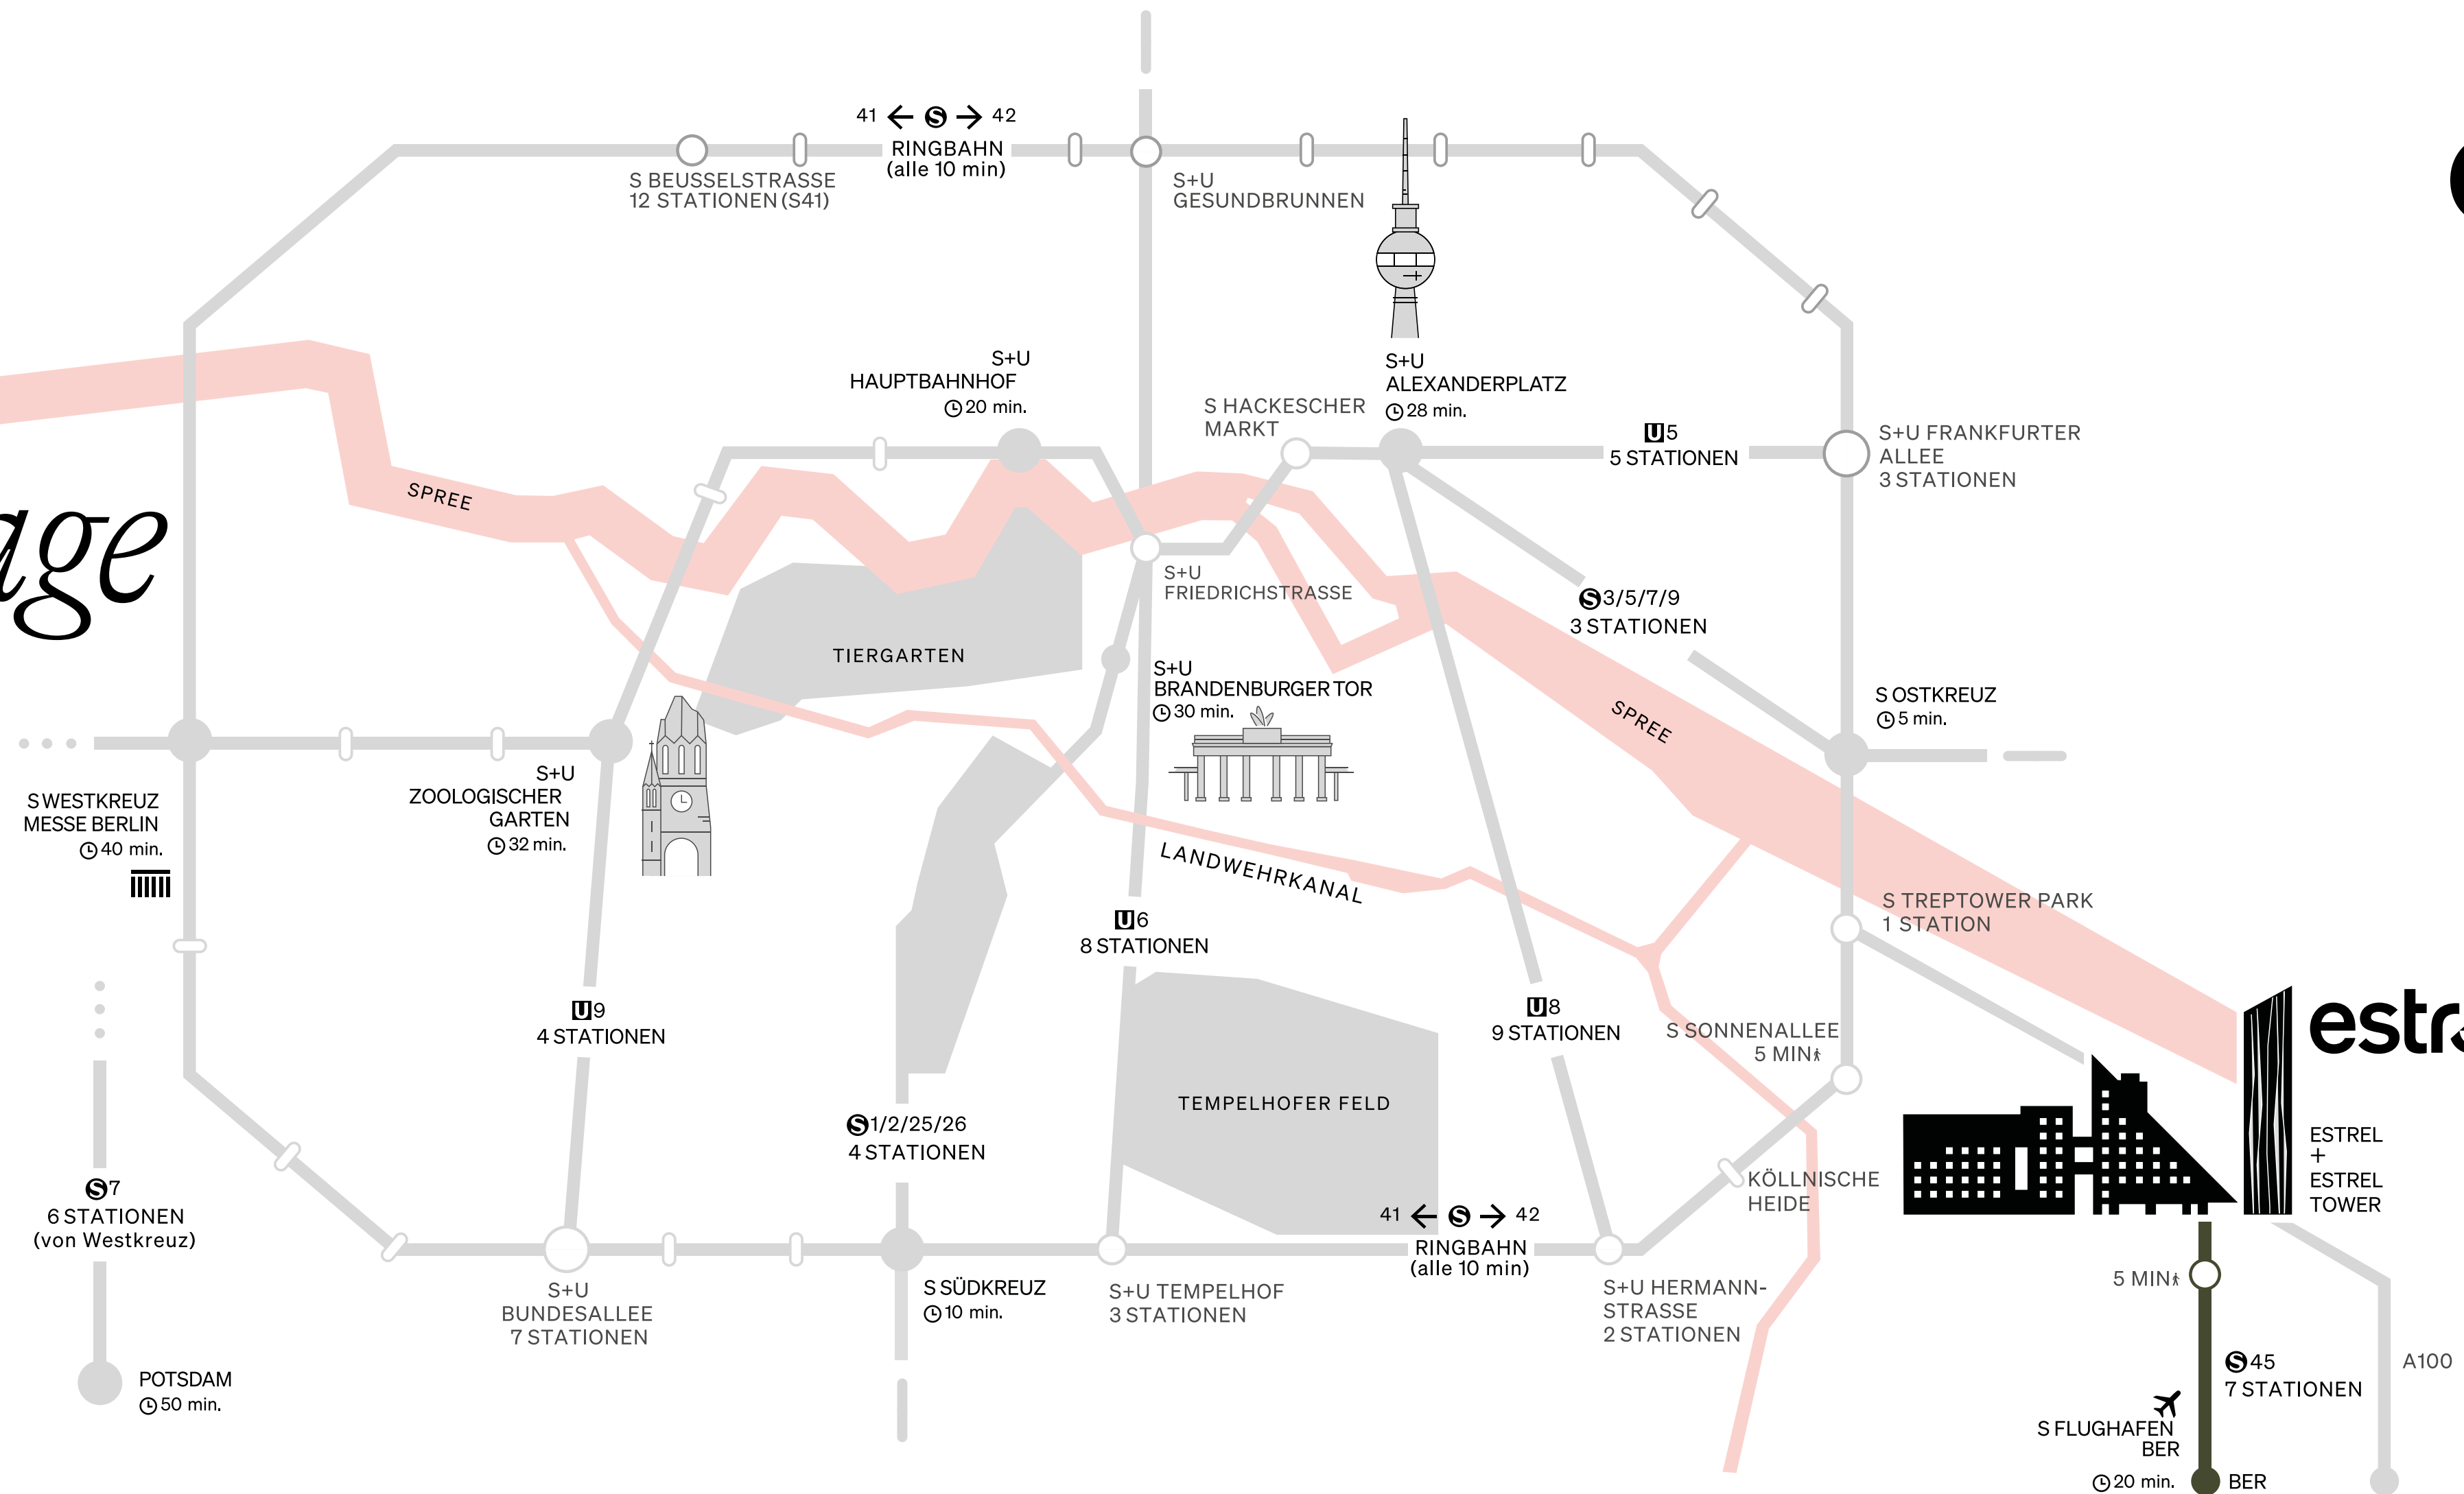 41 S 42
RINGBAHN
(alle 10 min)
S BEUSSELSTRASSE
12 STATIONEN (S41)
S+U
GESUNDBRUNNEN
S+U
HAUPTBAHNHOF
20 min.
S HACKESCHER
MARKT
S+U
ALEXANDERPLATZ
28 min.
U5
5 STATIONEN
S+U FRANKFURTER
ALLEE
3 STATIONEN
SPREE
age
S+U
FRIEDRICHSTRASSE
S 3/5/7/9
3 STATIONEN
TIERGARTEN
S+U
BRANDENBURGER TOR
30 min.
SPREE
S OSTKREUZ
5 min.
S WESTKREUZ
MESSE BERLIN
40 min.
S+U
ZOOLOGISCHER
GARTEN
32 min.
LANDWEHRKANAL
U6
8 STATIONEN
S TREPTOWER PARK
1 STATION
U9
4 STATIONEN
U8
9 STATIONEN
S SONNENALLEE
5 MIN
estr
TEMPELHOFER FELD
S 1/2/25/26
4 STATIONEN
ESTREL
+
ESTREL
TOWER
S 7
6 STATIONEN
(von Westkreuz)
KÖLLNISCHE
HEIDE
41 S 42
RINGBAHN
(alle 10 min)
S+U
BUNDESALLEE
7 STATIONEN
S SÜDKREUZ
10 min.
S+U TEMPELHOF
3 STATIONEN
S+U HERMANN-
STRASSE
2 STATIONEN
5 MIN
POTSDAM
50 min.
S 45
7 STATIONEN
A100
S FLUGHAFEN
BER
20 min.
BER